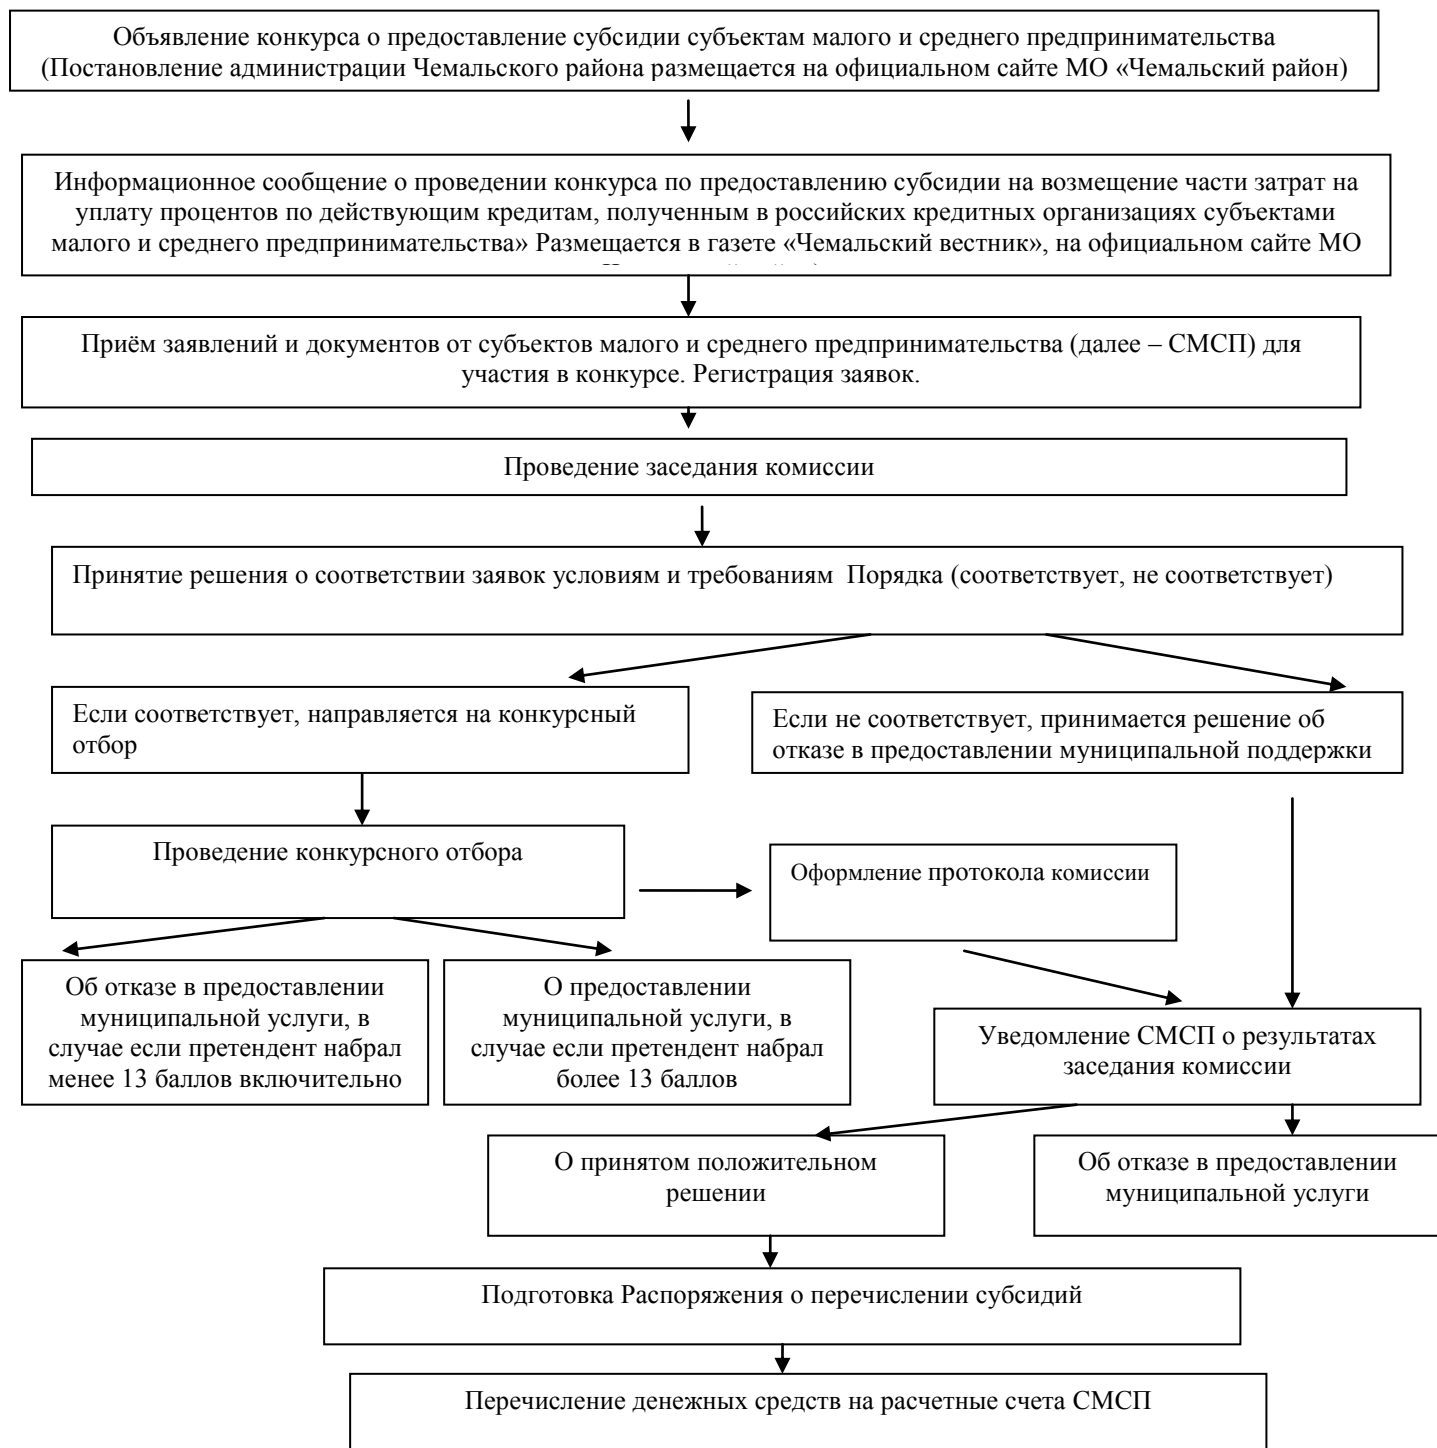 Объявление конкурса о предоставление субсидии субъектам малого и среднего предпринимательства
(Постановление администрации Чемальского района размещается на официальном сайте МО «Чемальский район)
Информационное сообщение о проведении конкурса по предоставлению субсидии на возмещение части затрат на
уплату процентов по действующим кредитам, полученным в российских кредитных организациях субъектами
малого и среднего предпринимательства» Размещается в газете «Чемальский вестник», на официальном сайте МО
Приём заявлений и документов от субъектов малого и среднего предпринимательства (далее – СМСП) для
участия в конкурсе. Регистрация заявок.
Проведение заседания комиссии
Принятие решения о соответствии заявок условиям и требованиям Порядка (соответствует, не соответствует)
Если соответствует, направляется на конкурсный
отбор
Если не соответствует, принимается решение об
отказе в предоставлении муниципальной поддержки
Проведение конкурсного отбора
Оформление протокола комиссии
Об отказе в предоставлении
муниципальной услуги, в
случае если претендент набрал
менее 13 баллов включительно
О предоставлении
муниципальной услуги, в
случае если претендент набрал
более 13 баллов
Уведомление СМСП о результатах
заседания комиссии
О принятом положительном
решении
Об отказе в предоставлении
муниципальной услуги
Подготовка Распоряжения о перечислении субсидий
Перечисление денежных средств на расчетные счета СМСП